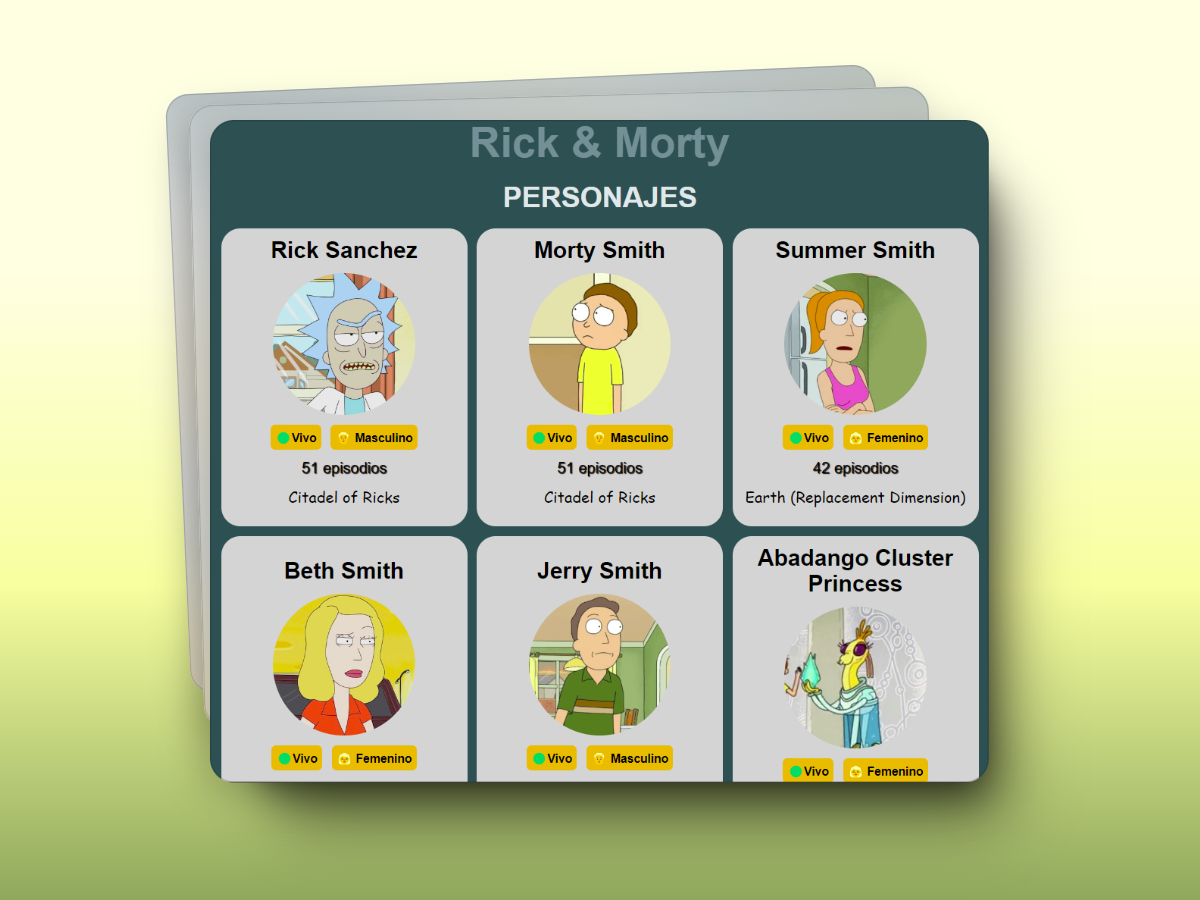 Rick & Morty
PERSONAJES
Rick Sanchez
Vivo Masculino
51 episodios
Citadel of Ricks
Morty Smith
Vivo Masculino
51 episodios
Citadel of Ricks
Summer Smith
Vivo Femenino
42 episodios
Earth (Replacement Dimension)
Beth Smith
Vivo Femenino
Jerry Smith
Vivo Masculino
Abadango Cluster
Princess
Vivo Femenino